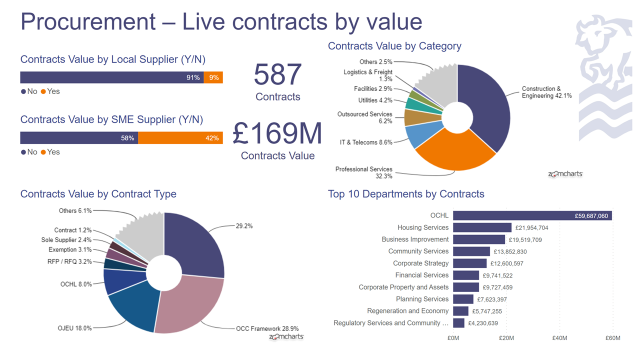 Procurement – Live contracts by value
Contracts Value by Local Supplier (Y/N)
91%
9%
No
Yes
587
Contracts
Contracts Value by SME Supplier (Y/N)
58%
42%
No
Yes
£169M
Contracts Value
Contracts Value by Category
Others 2.5%
Logistics & Freight
1.3%
Facilities 2.9%
Utilities 4.2%
Outsourced Services
6.2%
IT & Telecoms 8.6%
Professional Services
32.3%
Construction &
Engineering 42.1%
zoomcharts
Contracts Value by Contract Type
Others 6.1%
Contract 1.2%
Sole Supplier 2.4%
Exemption 3.1%
RFP / RFQ 3.2%
OCHL 8.0%
OJEU 18.0%
29.2%
OCC Framework 28.9%
zoomcharts
Top 10 Departments by Contracts
OCHL £59,687,060
Housing Services £21,954,704
Business Improvement £19,519,709
Community Services £13,852,830
Corporate Strategy £12,600,597
Financial Services £9,741,522
Corporate Property and Assets £9,727,459
Planning Services £7,623,397
Regeneration and Economy £5,747,255
Regulatory Services and Community ... £4,230,639
£0M £20M £40M £60M